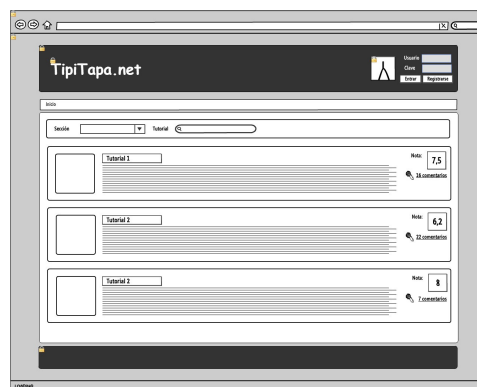 TipiTapa.net
Usuario
Clave
Entrar Registrarse
Inicio
Sección Tutorial
Tutorial 1
Nota: 7,5
16 comentarios
Tutorial 2
Nota: 6,2
22 comentarios
Tutorial 2
Nota: 8
7 comentarios